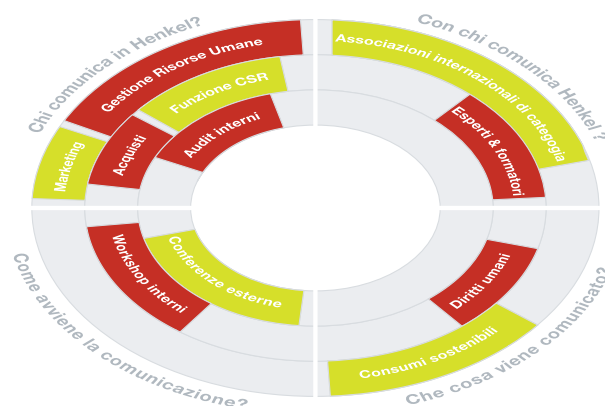 Chi comunica in Henkel?
Gestione Risorse Umane
Funzione CSR
Audit interni
Acquisti
Marketing
Con chi comunica Henkel?
Associazioni internazionali di categogia
Esperti & formatori
Come avviene la comunicazione?
Workshop interni
Conferenze esterne
Diritti umani
Consumi sostenibili
Che cosa viene comunicato?